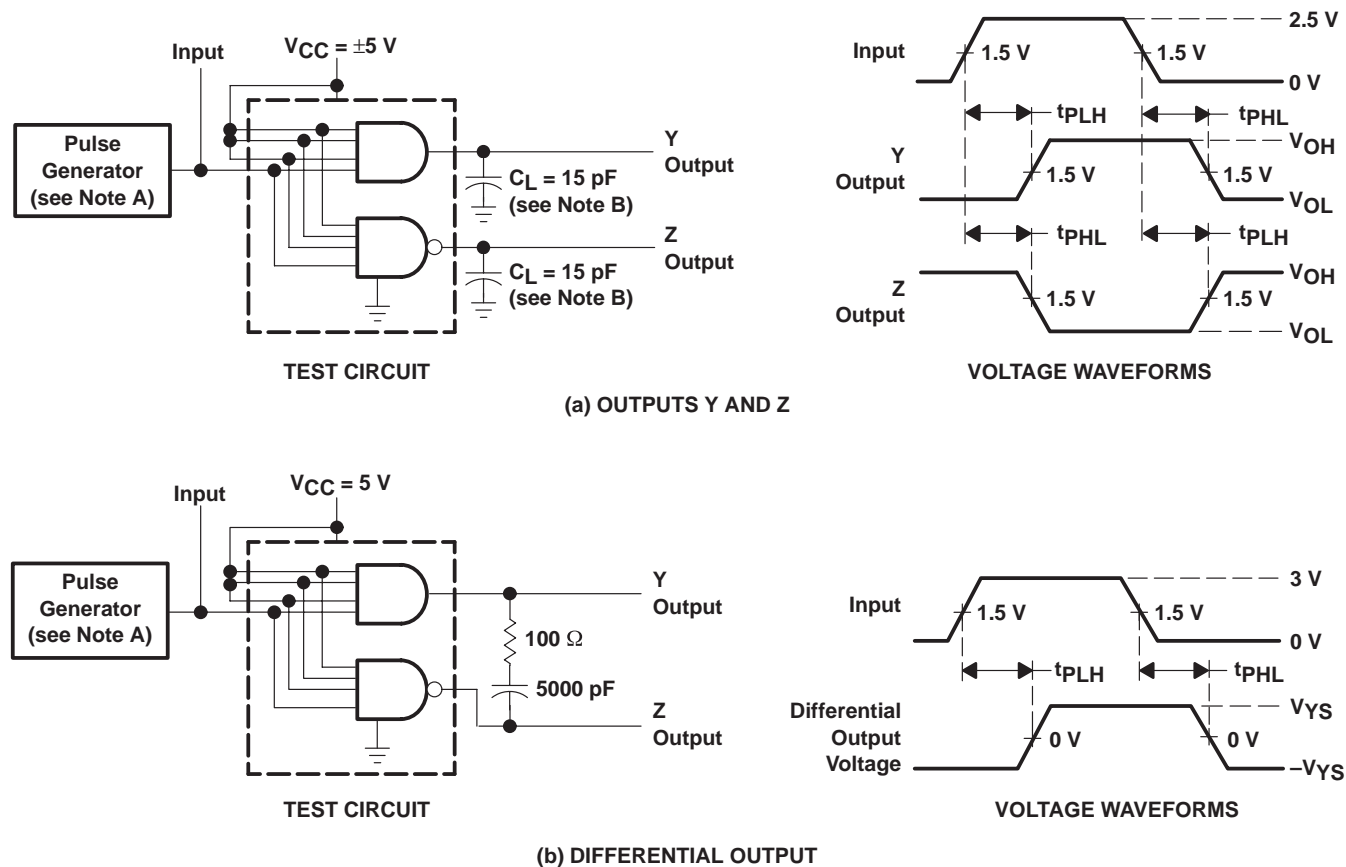 VCC = ±5 V
Input
Pulse
Generator
(see Note A)
Y
Output
CL = 15 pF
(see Note B)
Z
Output
CL = 15 pF
(see Note B)
TEST CIRCUIT
Input
1.5 V
1.5 V
2.5 V
0 V
tPLH
tPHL
Y
Output
1.5 V
1.5 V
VOH
VOL
tPHL
tPLH
Z
Output
1.5 V
1.5 V
VOH
VOL
VOLTAGE WAVEFORMS
(a) OUTPUTS Y AND Z
VCC = 5 V
Input
Pulse
Generator
(see Note A)
Y
Output
100 Ω
5000 pF
Z
Output
TEST CIRCUIT
Input
1.5 V
1.5 V
3 V
0 V
tPLH
tPHL
Differential
Output
Voltage
0 V
0 V
VYS
–VYS
VOLTAGE WAVEFORMS
(b) DIFFERENTIAL OUTPUT